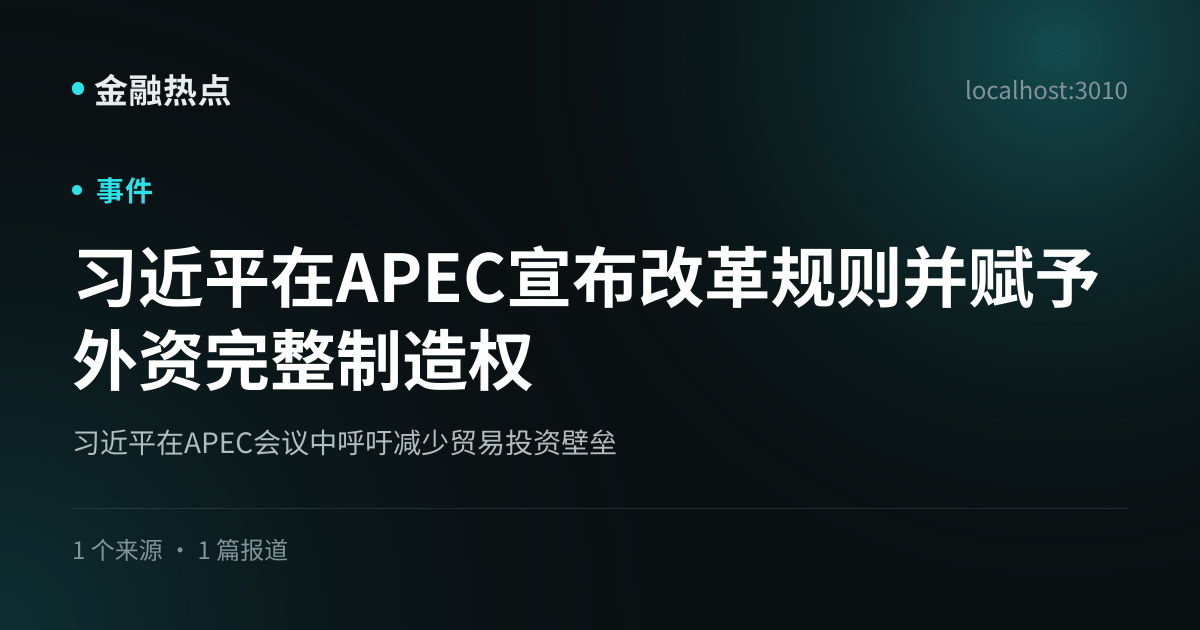 金融热点
localhost:3010
事件
习近平在APEC宣布改革规则并赋予
外资完整制造权
习近平在APEC会议中呼吁减少贸易投资壁垒
1 个来源 · 1 篇报道